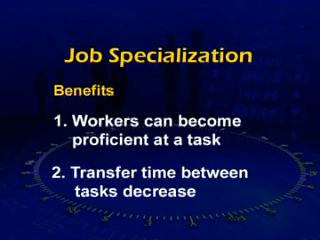 Job Specialization
Benefits
1. Workers can become
proficient at a task
2. Transfer time between
tasks decrease